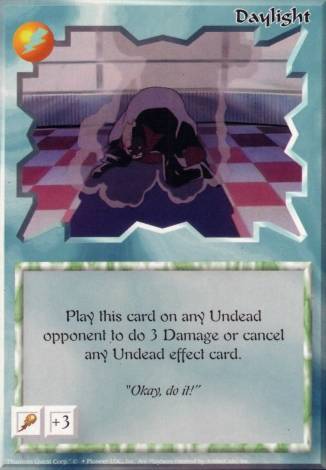 Daylight
Play this card on any Undead
opponent to do 3 Damage or cancel
any Undead effect card.
"Okay, do it!"
+3